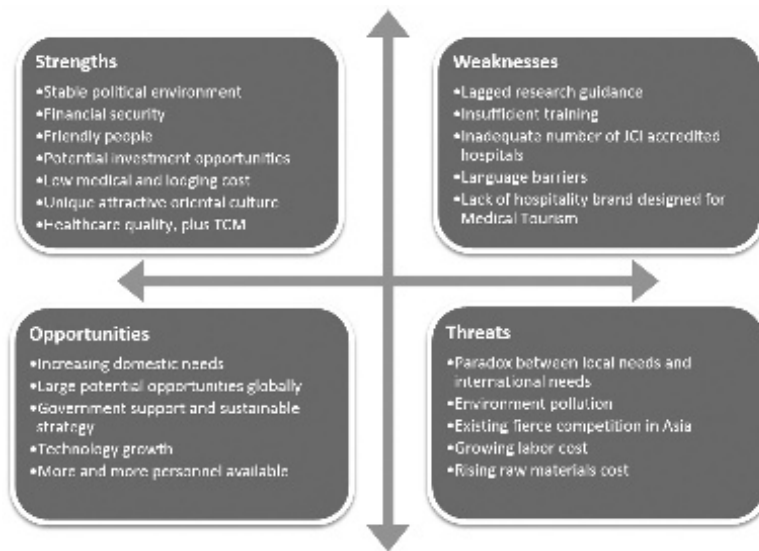 Strengths
•Stable political environment
•Financial security
•Friendly people
•Potential investment opportunities
•Low medical and lodging cost
•Unique attractive oriental culture
•Healthcare quality, plus TCM
Weaknesses
•Lagged research guidance
•Insufficient training
•Inadequate number of JCI accredited
hospitals
•Language barriers
•Lack of hospitality brand designed for
Medical Tourism
Opportunities
•Increasing domestic needs
•Large potential opportunities globally
•Government support and sustainable
strategy
•Technology growth
•More and more personnel available
Threats
•Paradox between local needs and
international needs
•Environment pollution
•Existing fierce competition in Asia
•Growing labor cost
•Rising raw materials cost